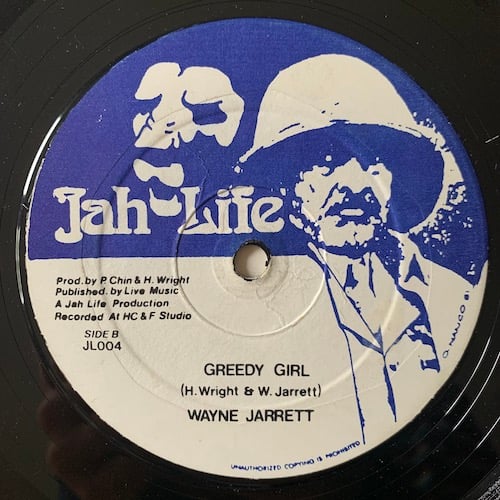 Jah Life
Prod. by P. Chin & H. Wright
Published. by Live Music
A Jah Life Production
Recorded At HC & F Studio
SIDE B
JL004
GREEDY GIRL
(H. Wright & W. Jarrett)
WAYNE JARRETT
UNAUTHORIZED COPYING IS PROHIBITED